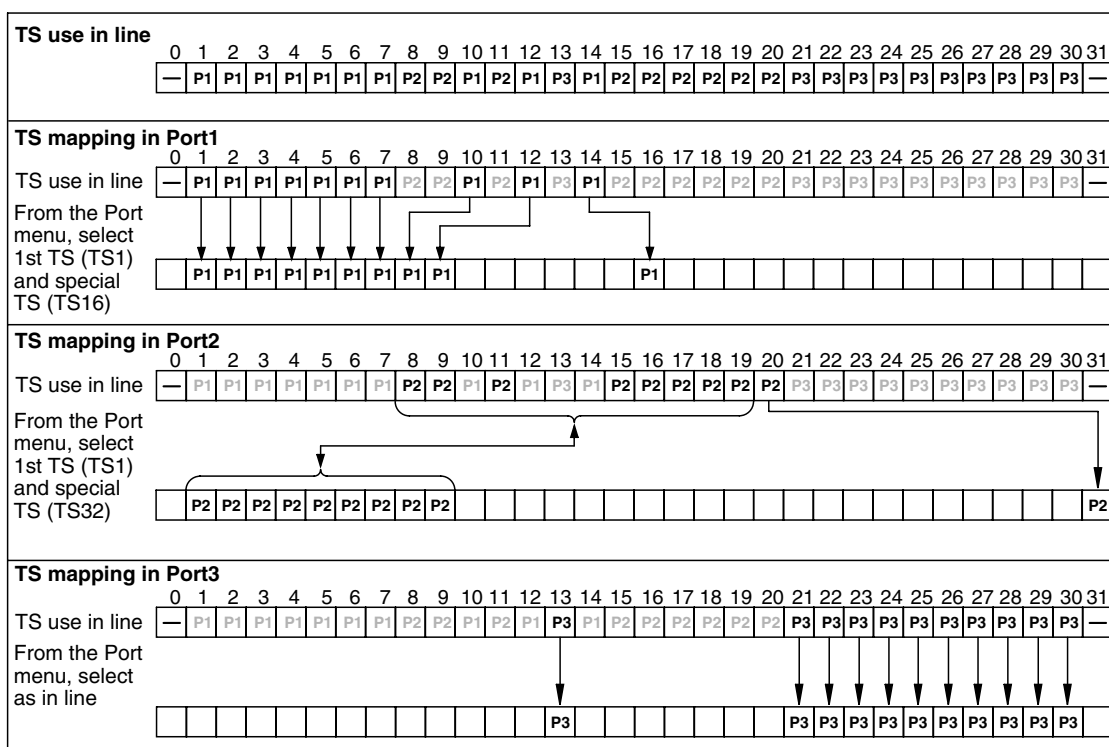 TS use in line
0 1 2 3 4 5 6 7 8 9 10 11 12 13 14 15 16 17 18 19 20 21 22 23 24 25 26 27 28 29 30 31
— P1 P1 P1 P1 P1 P1 P1 P2 P2 P1 P2 P1 P3 P1 P2 P2 P2 P2 P2 P2 P3 P3 P3 P3 P3 P3 P3 P3 P3 P3 —
TS mapping in Port1
0 1 2 3 4 5 6 7 8 9 10 11 12 13 14 15 16 17 18 19 20 21 22 23 24 25 26 27 28 29 30 31
TS use in line — P1 P1 P1 P1 P1 P1 P1 P2 P2 P1 P2 P1 P3 P1 P2 P2 P2 P2 P2 P2 P3 P3 P3 P3 P3 P3 P3 P3 P3 P3 —
From the Port
menu, select
1st TS (TS1)
and special
TS (TS16)
P1 P1 P1 P1 P1 P1 P1 P1 P1 P1
TS mapping in Port2
0 1 2 3 4 5 6 7 8 9 10 11 12 13 14 15 16 17 18 19 20 21 22 23 24 25 26 27 28 29 30 31
TS use in line — P1 P1 P1 P1 P1 P1 P1 P2 P2 P1 P2 P1 P3 P1 P2 P2 P2 P2 P2 P2 P3 P3 P3 P3 P3 P3 P3 P3 P3 P3 —
From the Port
menu, select
1st TS (TS1)
and special
TS (TS32)
P2 P2 P2 P2 P2 P2 P2 P2 P2 P2
TS mapping in Port3
0 1 2 3 4 5 6 7 8 9 10 11 12 13 14 15 16 17 18 19 20 21 22 23 24 25 26 27 28 29 30 31
TS use in line — P1 P1 P1 P1 P1 P1 P1 P2 P2 P1 P2 P1 P3 P1 P2 P2 P2 P2 P2 P2 P3 P3 P3 P3 P3 P3 P3 P3 P3 P3 —
From the Port
menu, select
as in line
P3 P3 P3 P3 P3 P3 P3 P3 P3 P3 P3